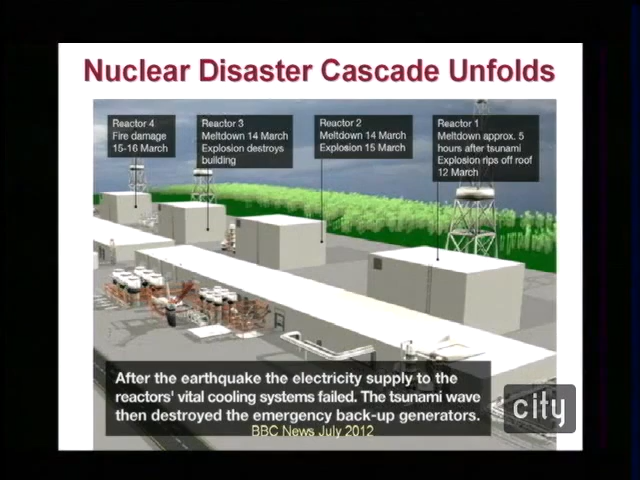 Nuclear Disaster Cascade Unfolds
Reactor 4
Fire damage
15-16 March
Reactor 3
Meltdown 14 March
Explosion destroys
building
Reactor 2
Meltdown 14 March
Explosion 15 March
Reactor 1
Meltdown approx. 5
hours after tsunami
Explosion rips off roof
12 March
After the earthquake the electricity supply to the
reactors' vital cooling systems failed. The tsunami wave
then destroyed the emergency back-up generators.
BBC News July 2012
city